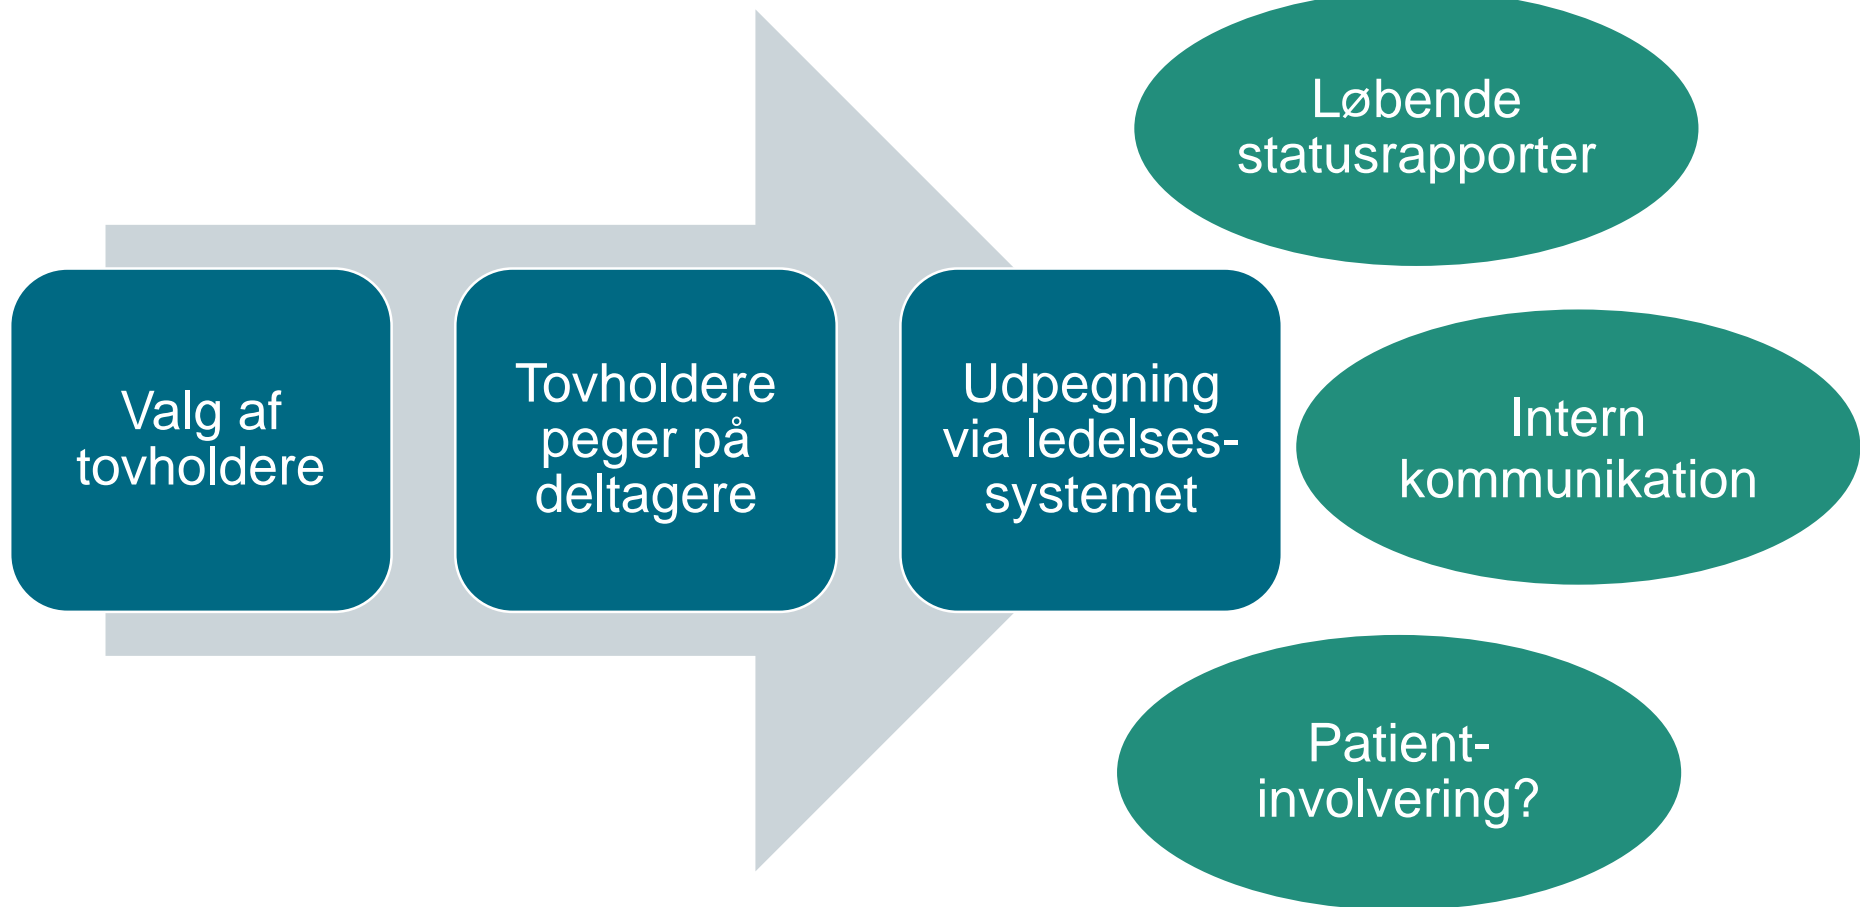 Valg af
tovholdere
Tovholdere
peger på
deltagere
Udpegning
via ledelses-
systemet
Løbende
statusrapporter
Intern
kommunikation
Patient-
involvering?